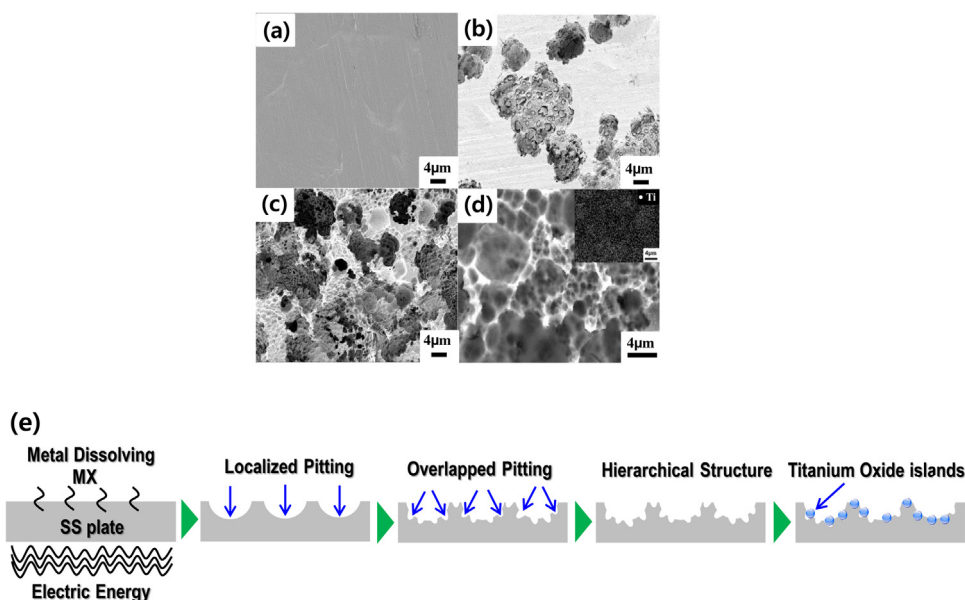 (a)
4μm
(b)
4μm
(c)
4μm
(d)
Ti
4μm
4μm
(e)
Metal Dissolving
MX
SS plate
Electric Energy
Localized Pitting
Overlapped Pitting
Hierarchical Structure
Titanium Oxide islands